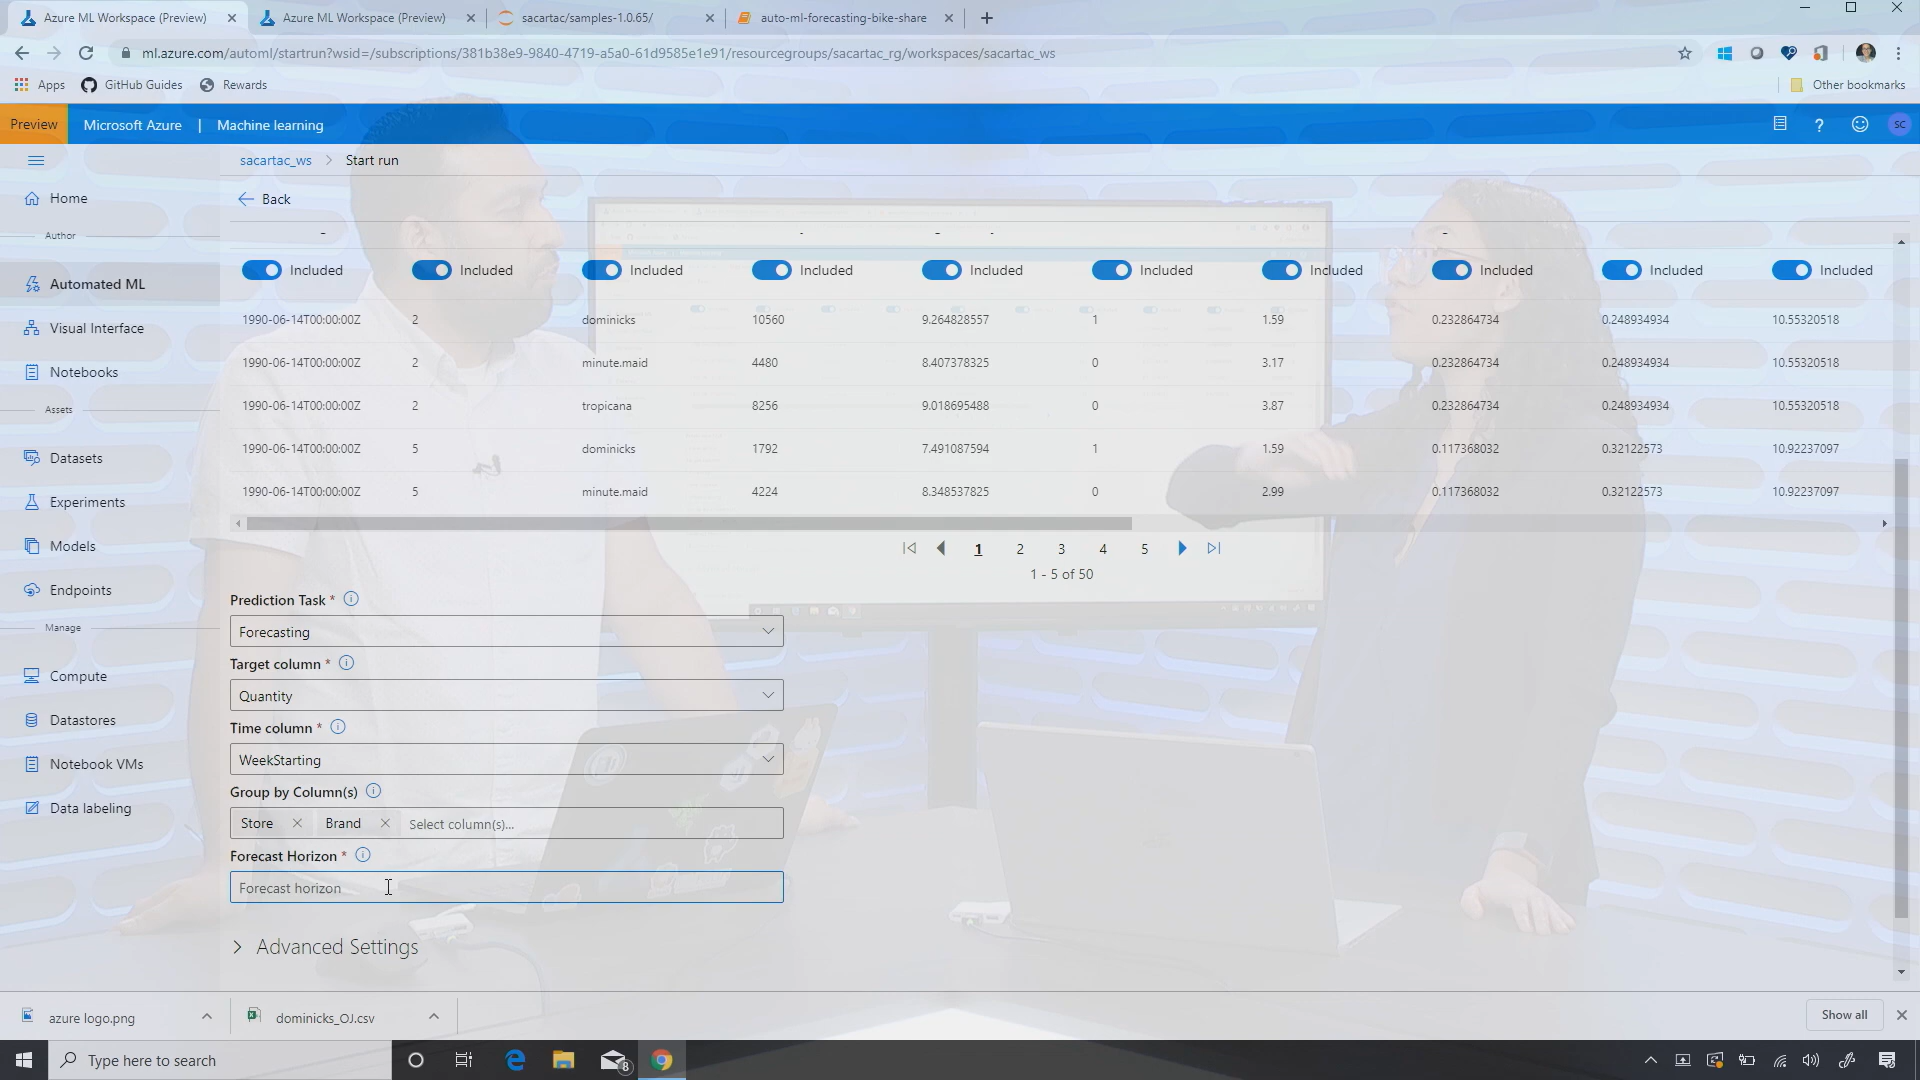 Azure ML Workspace (Preview)
Azure ML Workspace (Preview)
sacartac/samples-1.0.65/
auto-ml-forecasting-bike-share
ml.azure.com/automl/startrun?wsid=/subscriptions/381b38e9-9840-4719-a5a0-61d9585e1e91/resourcegroups/sacartac_rg/workspaces/sacartac_ws
Apps GitHub Guides Rewards Other bookmarks
Preview Microsoft Azure | Machine learning ? SC
sacartac_ws > Start run
Back
Home
Author
Automated ML
Visual Interface
Notebooks
Assets
Datasets
Experiments
Models
Endpoints
Manage
Compute
Datastores
Notebook VMs
Data labeling
Included Included Included Included Included Included Included Included Included Included
1990-06-14T00:00:00Z 2 dominicks 10560 9.264828557 1 1.59 0.232864734 0.248934934 10.55320518
1990-06-14T00:00:00Z 2 minute.maid 4480 8.407378325 0 3.17 0.232864734 0.248934934 10.55320518
1990-06-14T00:00:00Z 2 tropicana 8256 9.018695488 0 3.87 0.232864734 0.248934934 10.55320518
1990-06-14T00:00:00Z 5 dominicks 1792 7.491087594 1 1.59 0.117368032 0.32122573 10.92237097
1990-06-14T00:00:00Z 5 minute.maid 4224 8.348537825 0 2.99 0.117368032 0.32122573 10.92237097
1 2 3 4 5
1 - 5 of 50
Prediction Task *
Forecasting
Target column *
Quantity
Time column *
WeekStarting
Group by Column(s)
Store Brand Select column(s)...
Forecast Horizon *
Forecast horizon
Advanced Settings
azure logo.png dominicks_OJ.csv Show all
Type here to search 8